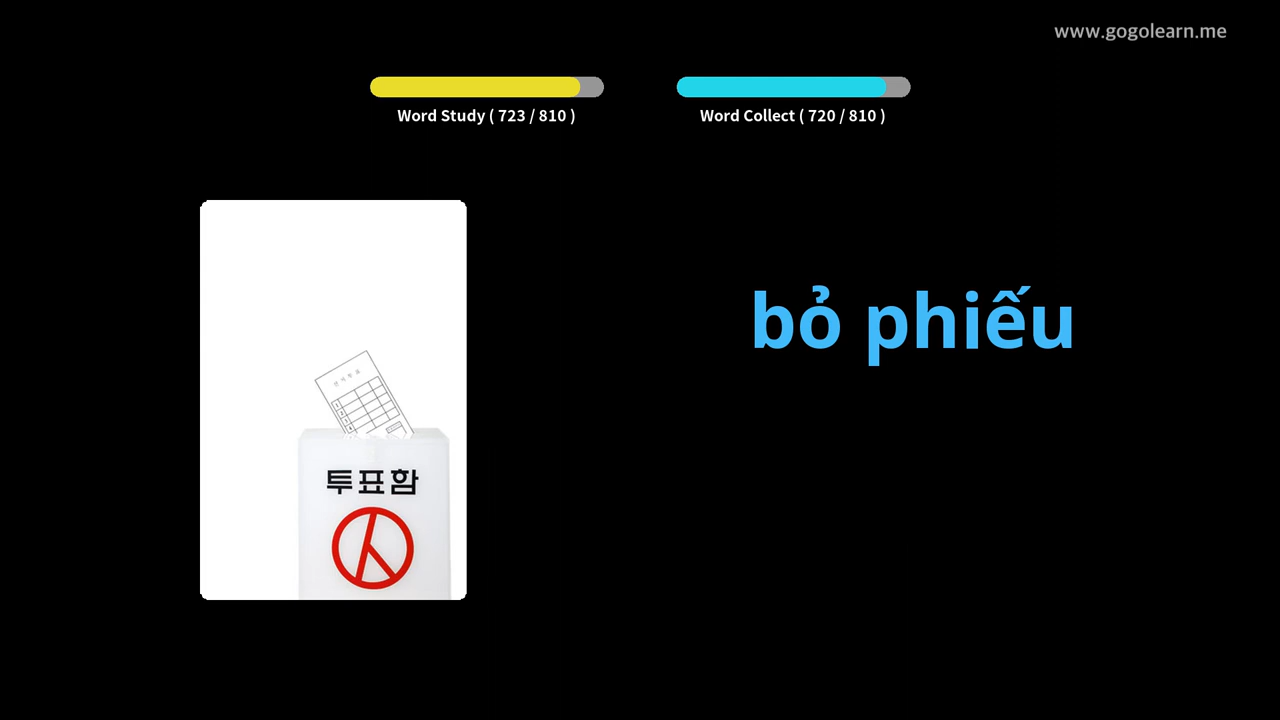 www.gogolearn.me
Word Study ( 723 / 810 )
Word Collect ( 720 / 810 )
bỏ phiếu
투표함